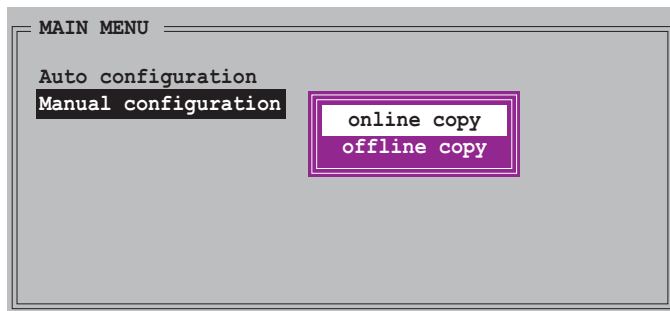 MAIN MENU
Auto configuration
Manual configuration
online copy
offline copy